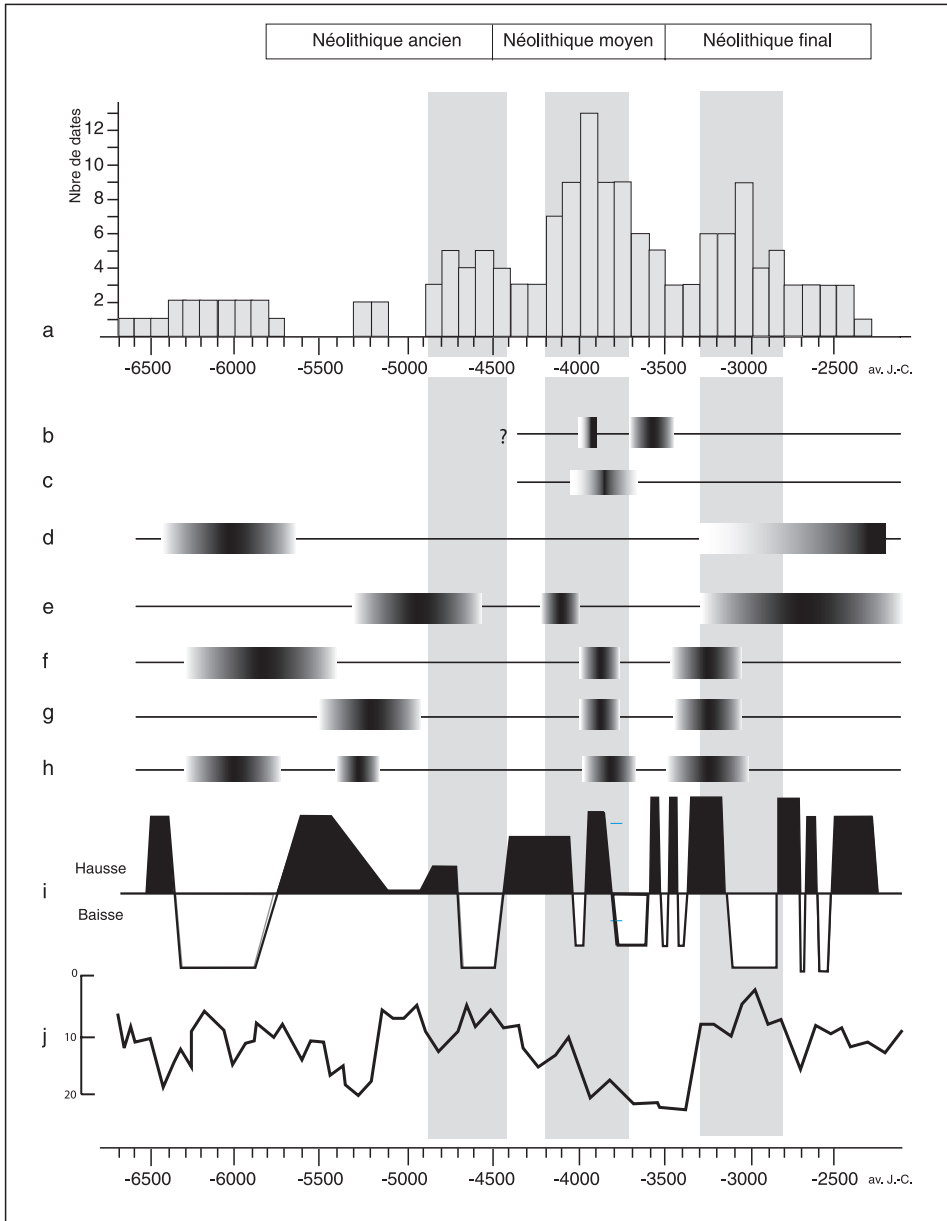 Néolithique ancien Néolithique moyen Néolithique final
Nbre de dates
12
10
8
6
4
2
a
-6500 -6000 -5500 -5000 -4500 -4000 -3500 -3000 -2500 av. J.-C.
b ?
c
d
e
f
g
h
Hausse
i
Baisse
0
j 10
20
-6500 -6000 -5500 -5000 -4500 -4000 -3500 -3000 -2500 av. J.-C.